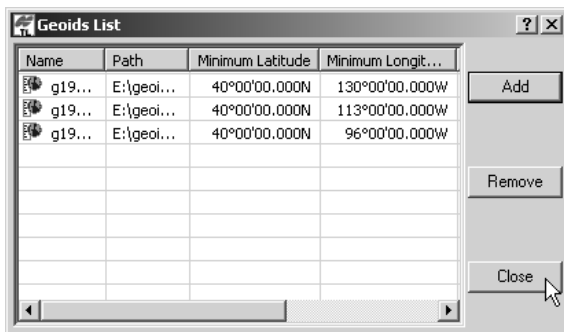 TL Geoids List ? ×
Name Path Minimum Latitude Minimum Longit...
g19... E:\geoi... 40°00'00.000N 130°00'00.000W
g19... E:\geoi... 40°00'00.000N 113°00'00.000W
g19... E:\geoi... 40°00'00.000N 96°00'00.000W
Add
Remove
Close